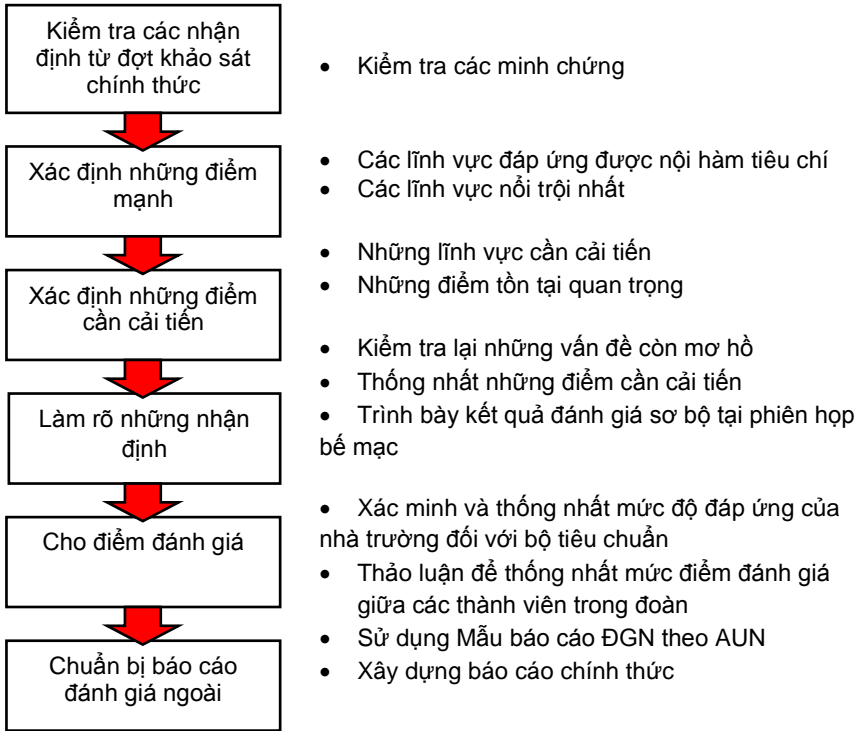 Kiểm tra các nhận
định từ đợt khảo sát
chính thức
• Kiểm tra các minh chứng
Xác định những điểm
mạnh
• Các lĩnh vực đáp ứng được nội hàm tiêu chí
• Các lĩnh vực nổi trội nhất
Xác định những điểm
cần cải tiến
• Những lĩnh vực cần cải tiến
• Những điểm tồn tại quan trọng
Làm rõ những nhận
định
• Kiểm tra lại những vấn đề còn mơ hồ
• Thống nhất những điểm cần cải tiến
• Trình bày kết quả đánh giá sơ bộ tại phiên họp
bế mạc
Cho điểm đánh giá
• Xác minh và thống nhất mức độ đáp ứng của
nhà trường đối với bộ tiêu chuẩn
• Thảo luận để thống nhất mức điểm đánh giá
giữa các thành viên trong đoàn
Chuẩn bị báo cáo
đánh giá ngoài
• Sử dụng Mẫu báo cáo ĐGN theo AUN
• Xây dựng báo cáo chính thức